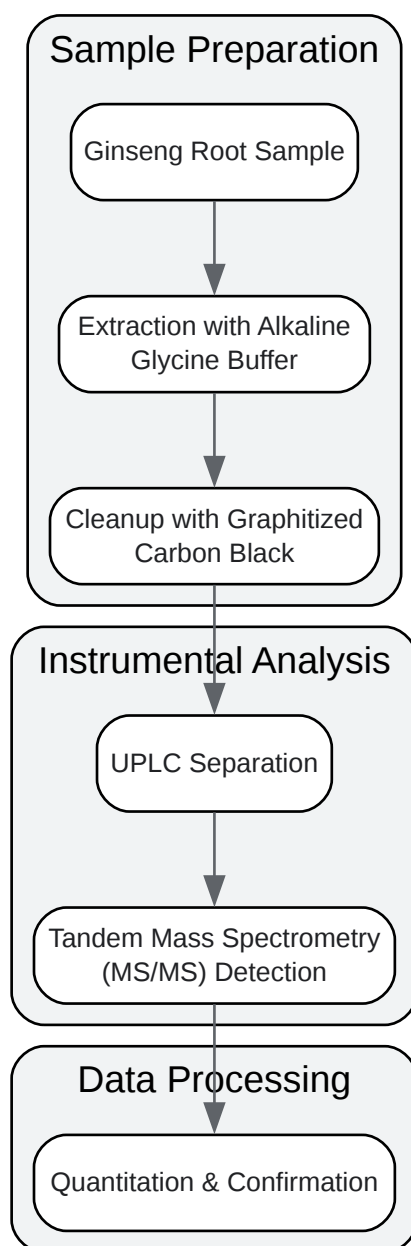 Sample Preparation
Ginseng Root Sample
Extraction with Alkaline
Glycine Buffer
Cleanup with Graphitized
Carbon Black
Instrumental Analysis
UPLC Separation
Tandem Mass Spectrometry
(MS/MS) Detection
Data Processing
Quantitation & Confirmation